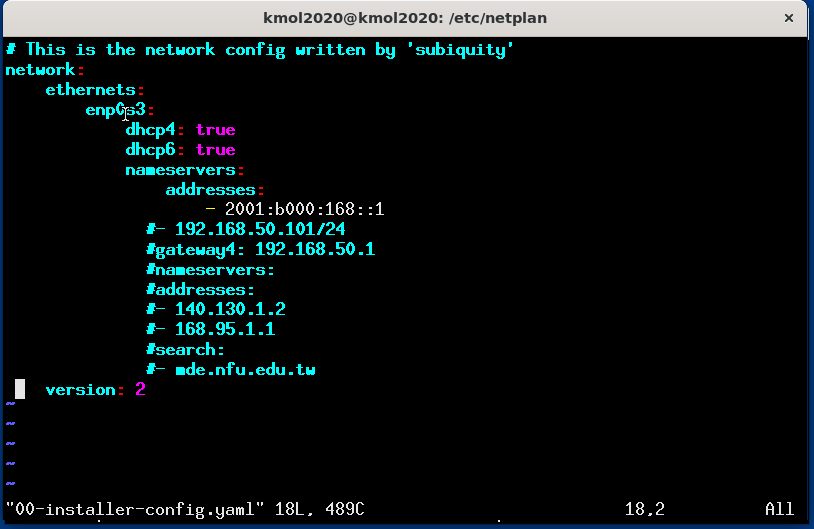 kmol2020@kmol2020: /etc/netplan ×
# This is the network config written by 'subiquity'
network:
    ethernets:
        enp0s3:
            dhcp4: true
            dhcp6: true
            nameservers:
                addresses:
                    - 2001:b000:168::1
              #- 192.168.50.101/24
              #gateway4: 192.168.50.1
              #nameservers:
              #addresses:
              #- 140.130.1.2
              #- 168.95.1.1
              #search:
              #- mde.nfu.edu.tw
    version: 2
~
~
~
~
~
"00-installer-config.yaml" 18L, 489C 18,2 All